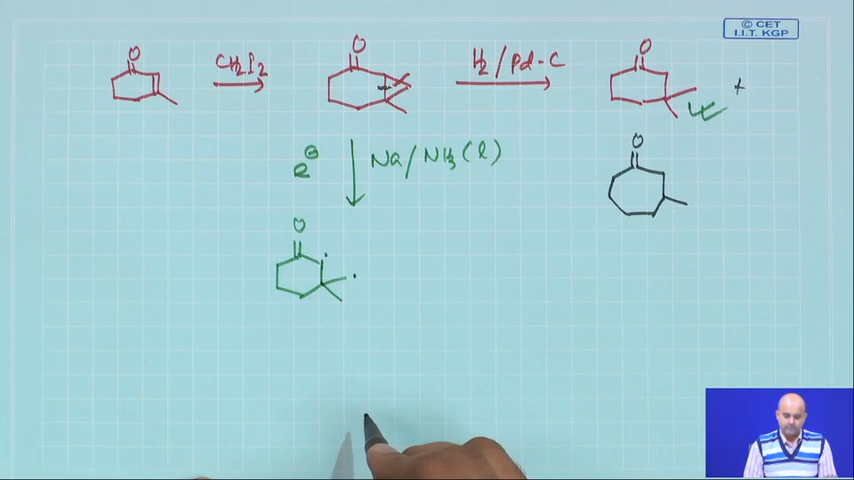 © CET
I.I.T. KGP
O CH₂I₂ O H₂/Pd-C O +
e⊖ Na/NH₃(l) O
O